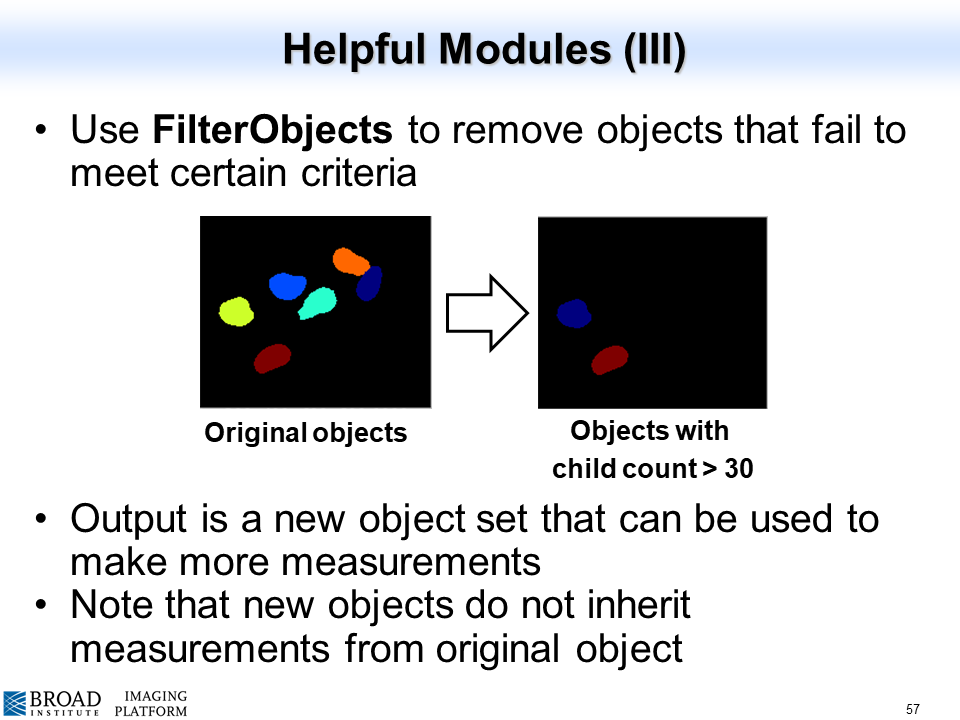 Helpful Modules (III)
• Use FilterObjects to remove objects that fail to
meet certain criteria
Original objects
Objects with
child count > 30
• Output is a new object set that can be used to
make more measurements
• Note that new objects do not inherit
measurements from original object
BROAD
INSTITUTE
IMAGING
PLATFORM
57